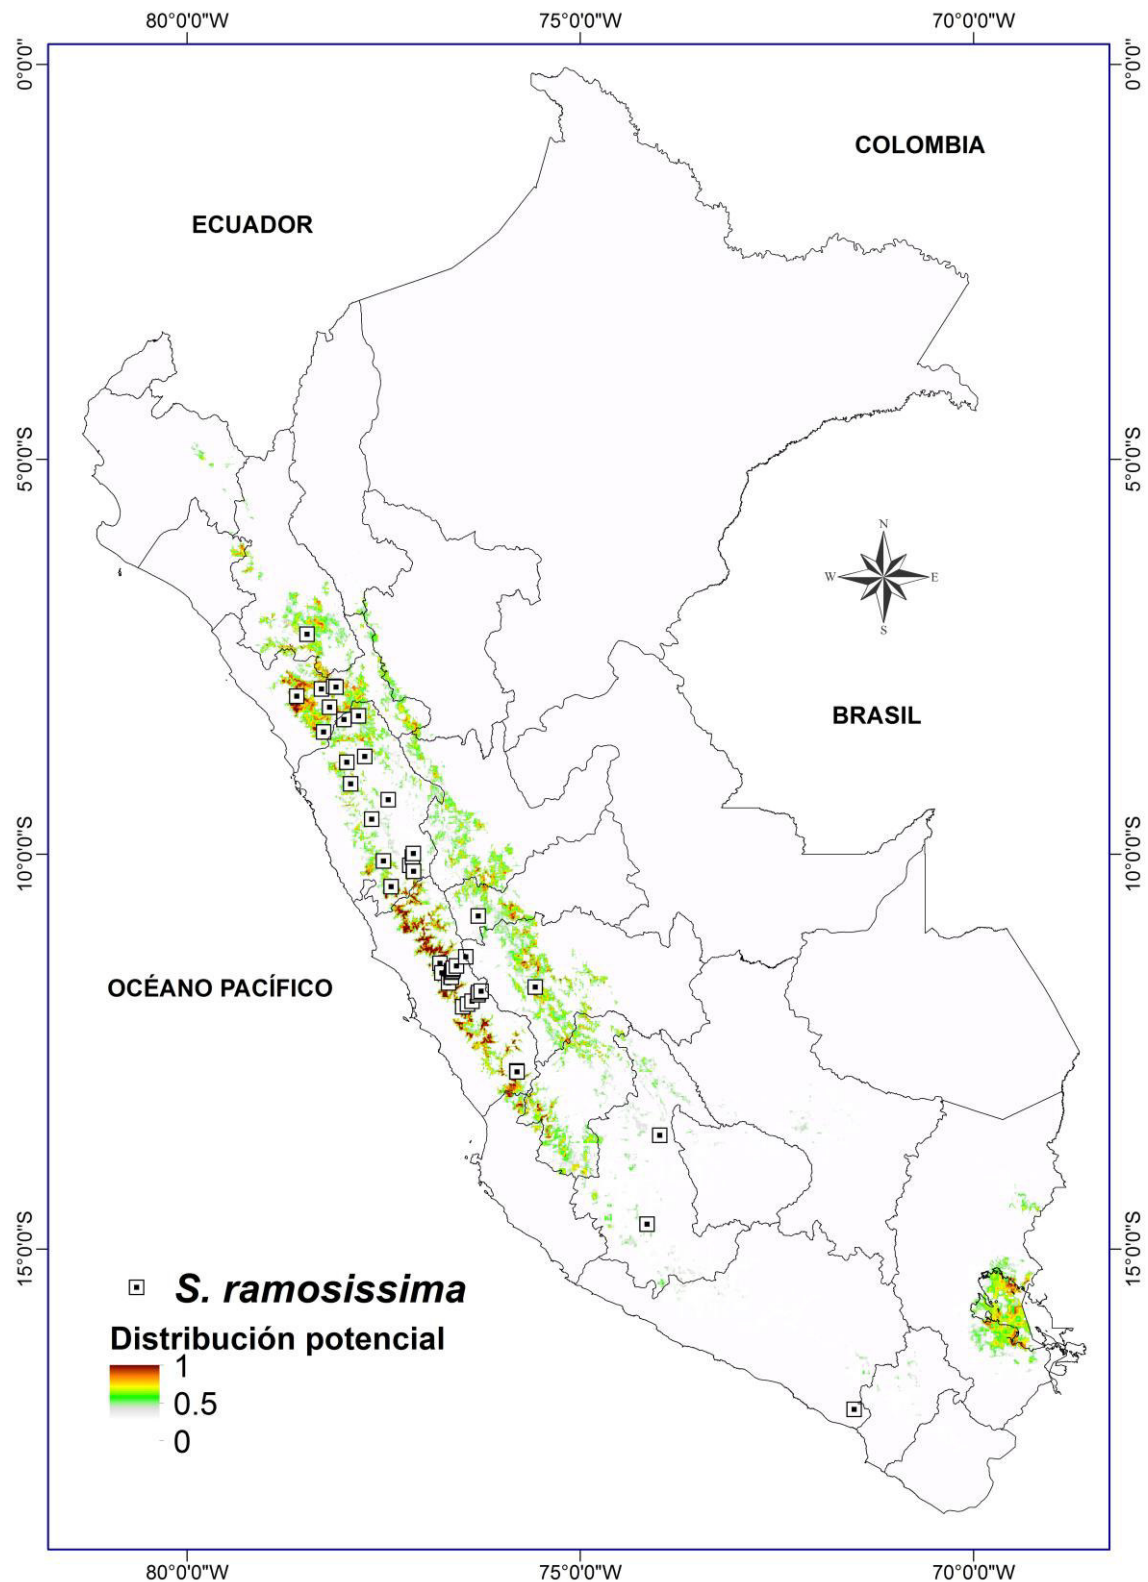 80°0'0"W 75°0'0"W 70°0'0"W
0°0'0" 0°0'0"
COLOMBIA
ECUADOR
5°0'0"S 5°0'0"S
N
W E
S
BRASIL
10°0'0"S 10°0'0"S
OCÉANO PACÍFICO
15°0'0"S 15°0'0"S
S. ramosissima
Distribución potencial
1
0.5
0
80°0'0"W 75°0'0"W 70°0'0"W